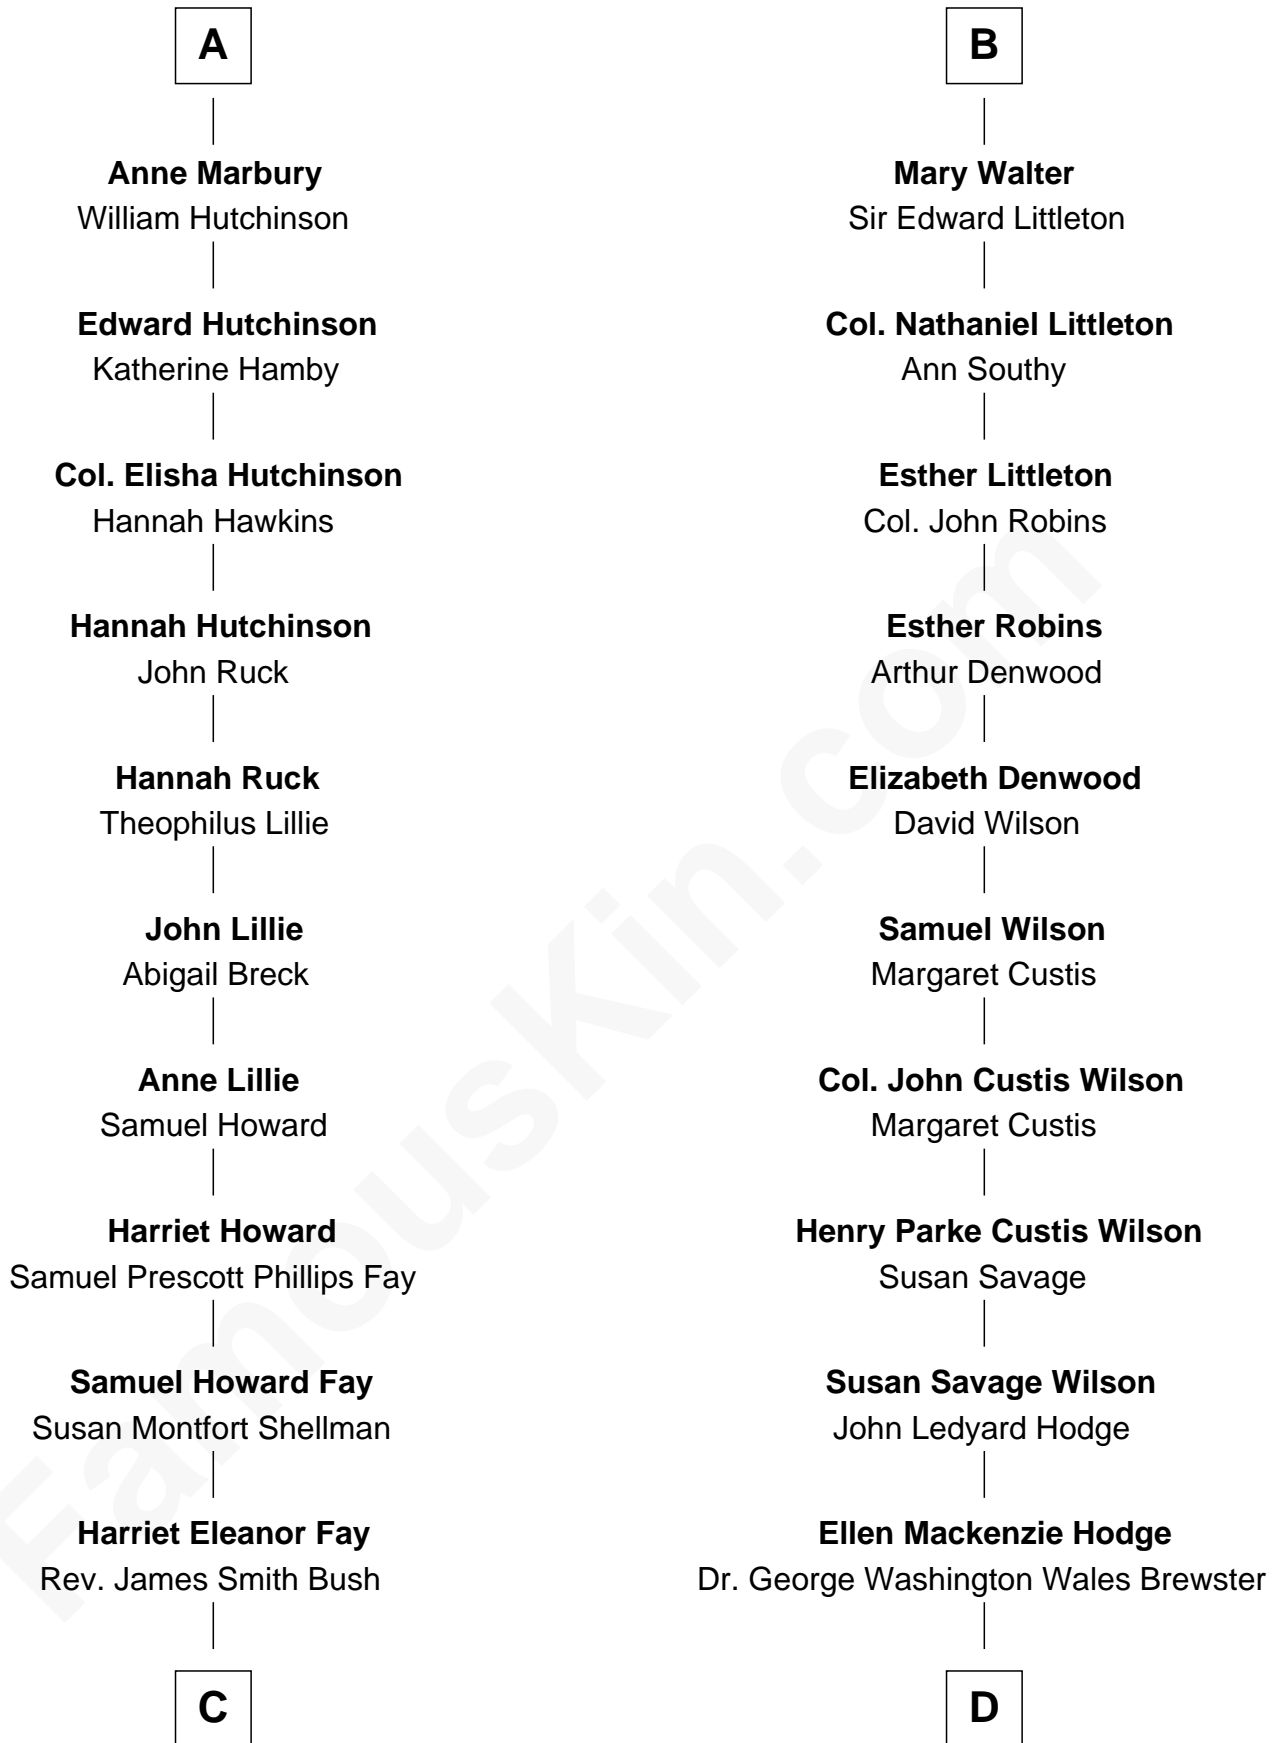 A
Anne Marbury
William Hutchinson
Edward Hutchinson
Katherine Hamby
Col. Elisha Hutchinson
Hannah Hawkins
Hannah Hutchinson
John Ruck
Hannah Ruck
Theophilus Lillie
John Lillie
Abigail Breck
Anne Lillie
Samuel Howard
Harriet Howard
Samuel Prescott Phillips Fay
Samuel Howard Fay
Susan Montfort Shellman
Harriet Eleanor Fay
Rev. James Smith Bush
C
B
Mary Walter
Sir Edward Littleton
Col. Nathaniel Littleton
Ann Southy
Esther Littleton
Col. John Robins
Esther Robins
Arthur Denwood
Elizabeth Denwood
David Wilson
Samuel Wilson
Margaret Custis
Col. John Custis Wilson
Margaret Custis
Henry Parke Custis Wilson
Susan Savage
Susan Savage Wilson
John Ledyard Hodge
Ellen Mackenzie Hodge
Dr. George Washington Wales Brewster
D
FamousKin.com